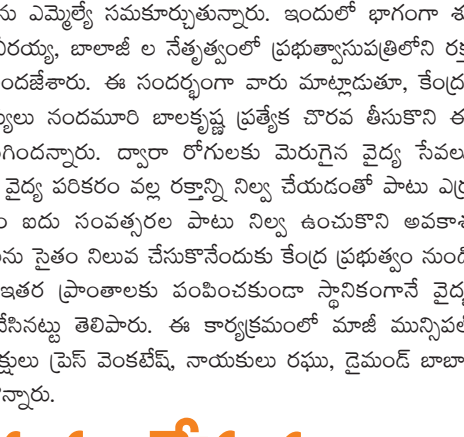 ను ఎమ్మెల్యే సమకూర్చుతున్నారు. ఇందులో భాగంగా
వీరయ్య, బాలాజీ ల నేతృత్వంలో ప్రభుత్వాసుపత్రిలోని
ందజేశారు. ఈ సందర్భంగా వారు మాట్లాడుతూ, కేంద్ర
్యులు నందమూరి బాలకృష్ణ ప్రత్యేక చొరవ తీసుకొని ఈ
గిందన్నారు. ద్వారా రోగులకు మెరుగైన వైద్య సేవలు
వైద్య పరికరం వల్ల రక్తాన్ని నిల్వ చేయడంతో పాటు ఎర్ర
ఐదు సంవత్సరల పాటు నిల్వ ఉంచుకొని అవకాశ
ను సైతం నిలువ చేసుకొనేందుకు కేంద్ర ప్రభుత్వం నుండి
ఇతర ప్రాంతాలకు పంపించకుండా స్థానికంగానే వైద్య
చేసినట్టు తెలిపారు. ఈ కార్యక్రమంలో మాజీ మున్సిపల్
క్షులు ప్రెస్ వెంకటేష్, నాయకులు రఘు, డైమండ్ బాబా
న్నారు.